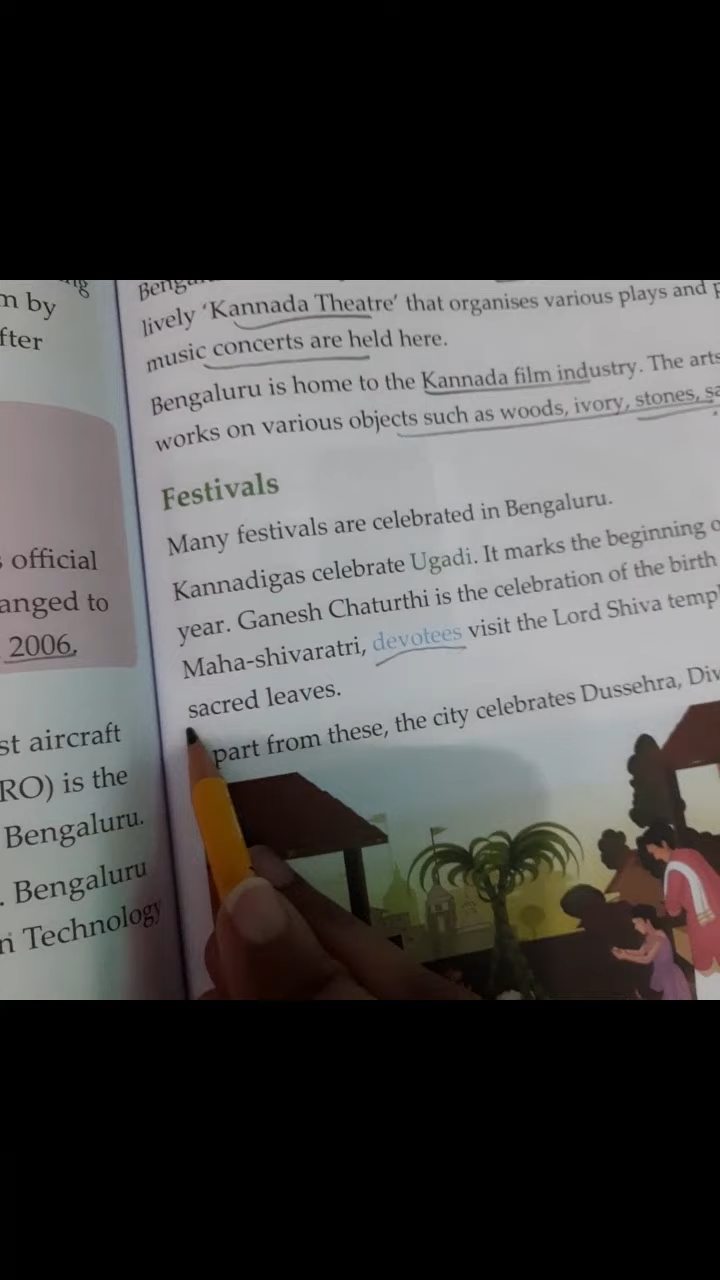 m by
fter
official
anged to
2006.
st aircraft
RO) is the
Bengaluru.
. Bengaluru
n Technology
lively 'Kannada Theatre' that organises various plays and
music concerts are held here.
Bengaluru is home to the Kannada film industry. The arts
works on various objects such as woods, ivory, stones, sa
Festivals
Many festivals are celebrated in Bengaluru.
Kannadigas celebrate Ugadi. It marks the beginning o
year. Ganesh Chaturthi is the celebration of the birth
Maha-shivaratri, devotees visit the Lord Shiva templ
sacred leaves.
part from these, the city celebrates Dussehra, Div